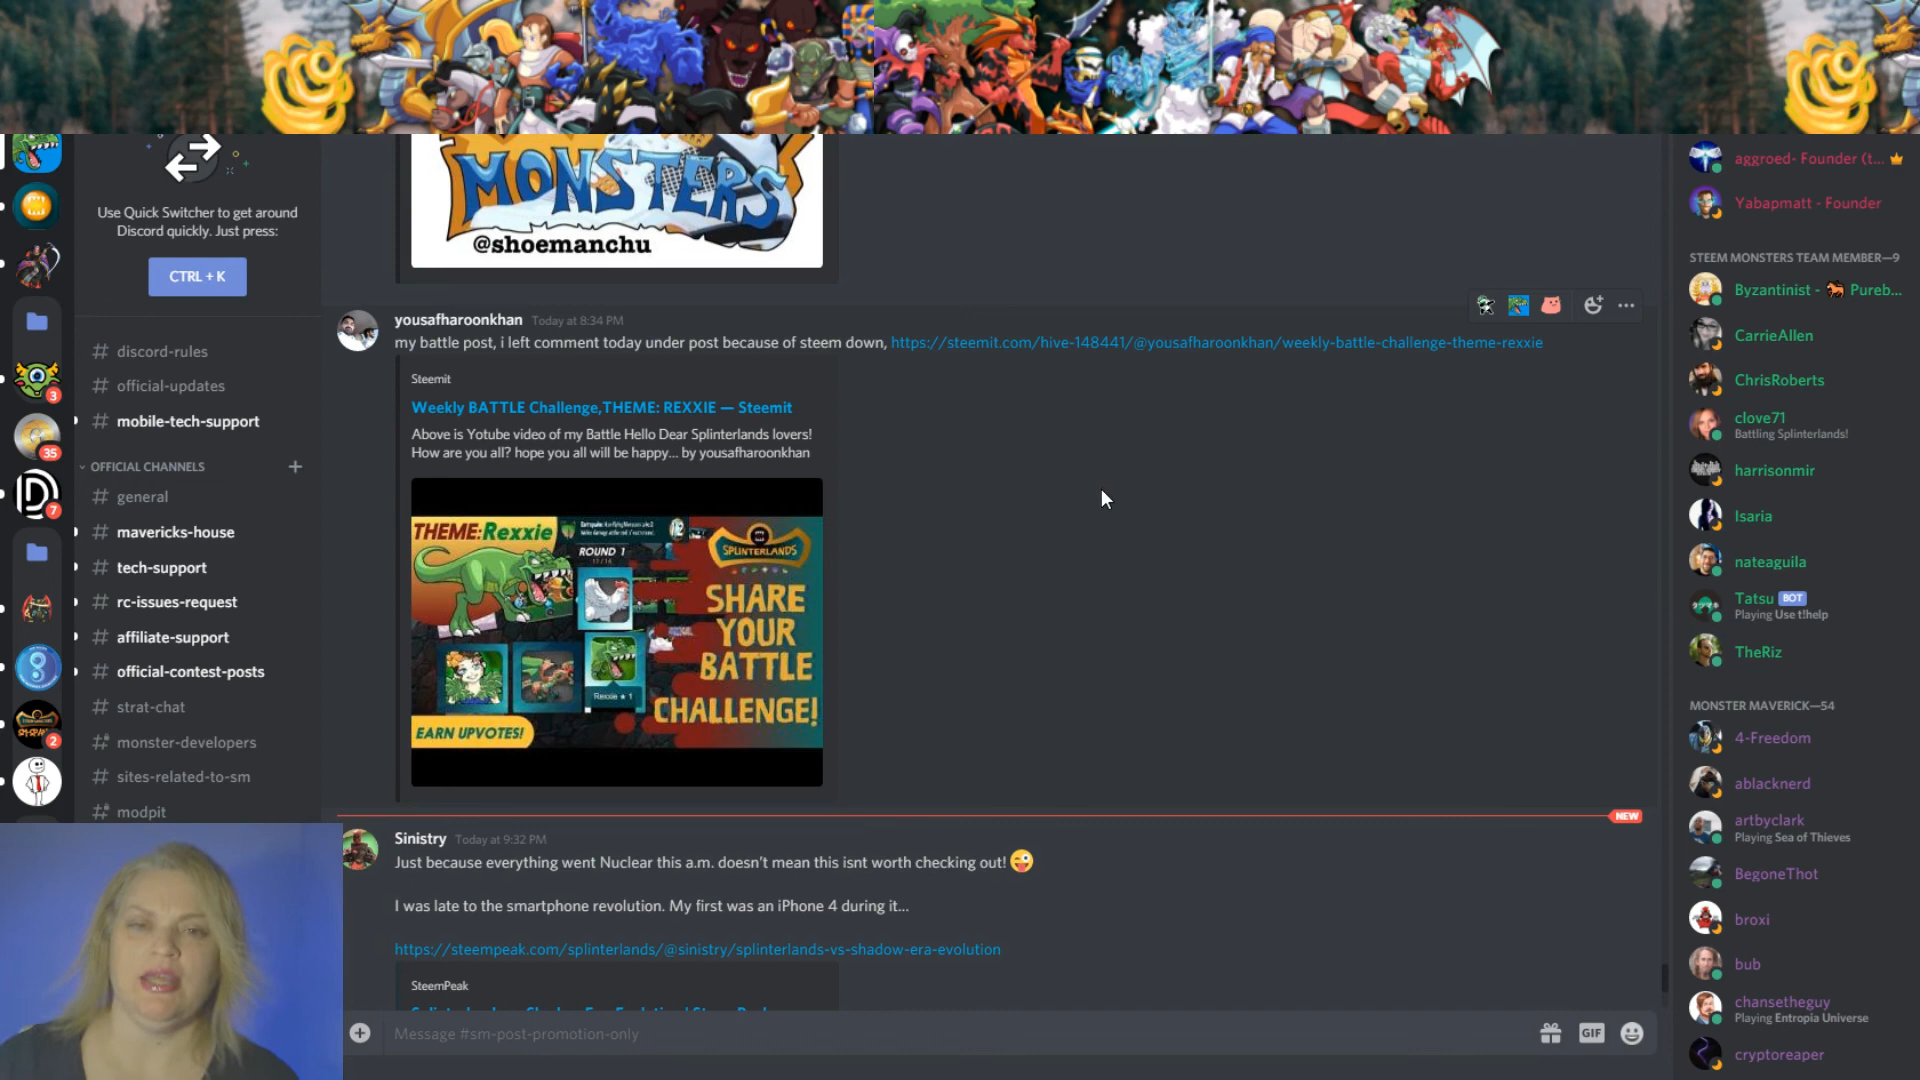 Use Quick Switcher to get around
Discord quickly. Just press:
CTRL + K
# discord-rules
# official-updates
# mobile-tech-support
OFFICIAL CHANNELS +
# general
# mavericks-house
# tech-support
# rc-issues-request
# affiliate-support
# official-contest-posts
# strat-chat
# monster-developers
# sites-related-to-sm
# modpit
3
35
7
2
MONSTERS
@shoemanchu
yousafharoonkhan Today at 8:34 PM
my battle post, i left comment today under post because of steem down, https://steemit.com/hive-148441/@yousafharoonkhan/weekly-battle-challenge-theme-rexxie
Steemit
Weekly BATTLE Challenge,THEME: REXXIE — Steemit
Above is Yotube video of my Battle Hello Dear Splinterlands lovers!
How are you all? hope you all will be happy... by yousafharoonkhan
THEME:Rexxie
ROUND 1
SPLINTERLANDS
SHARE
YOUR
BATTLE
CHALLENGE!
Rexxie ★ 1
EARN UPVOTES!
NEW
Sinistry Today at 9:32 PM
Just because everything went Nuclear this a.m. doesn't mean this isnt worth checking out! 😜
I was late to the smartphone revolution. My first was an iPhone 4 during it...
https://steempeak.com/splinterlands/@sinistry/splinterlands-vs-shadow-era-evolution
SteemPeak
Message #sm-post-promotion-only
GIF
aggroed- Founder (t...
Yabapmatt - Founder
STEEM MONSTERS TEAM MEMBER—9
Byzantinist - 🐎 Pureb...
CarrieAllen
ChrisRoberts
clove71
Battling Splinterlands!
harrisonmir
Isaria
nateaguila
Tatsu BOT
Playing Use t!help
TheRiz
MONSTER MAVERICK—54
4-Freedom
ablacknerd
artbyclark
Playing Sea of Thieves
BegoneThot
broxi
bub
chansetheguy
Playing Entropia Universe
cryptoreaper